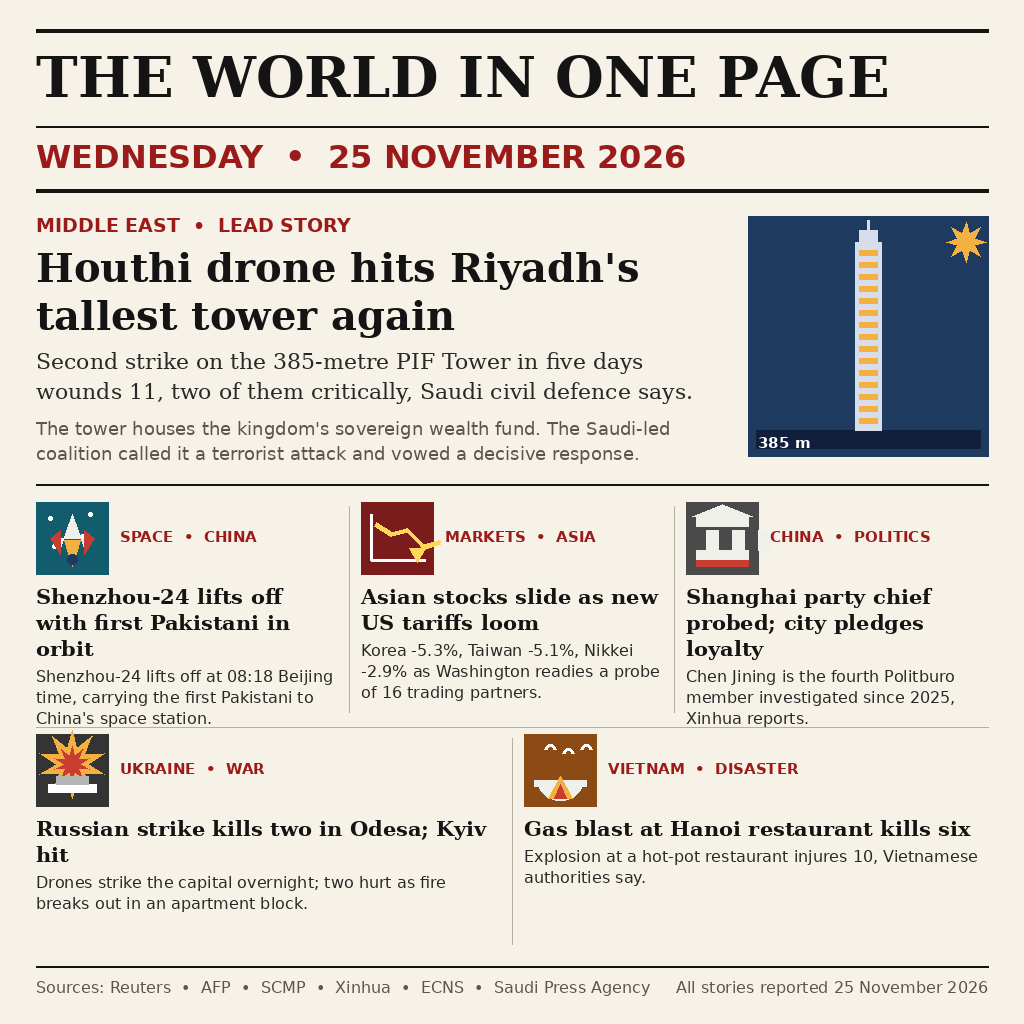 THE WORLD IN ONE PAGE
WEDNESDAY • 25 NOVEMBER 2026
MIDDLE EAST • LEAD STORY
Houthi drone hits Riyadh's
tallest tower again
Second strike on the 385-metre PIF Tower in five days
wounds 11, two of them critically, Saudi civil defence says.
The tower houses the kingdom's sovereign wealth fund. The Saudi-led
coalition called it a terrorist attack and vowed a decisive response.
385 m
SPACE • CHINA
Shenzhou-24 lifts off
with first Pakistani in
orbit
Shenzhou-24 lifts off at 08:18 Beijing
time, carrying the first Pakistani to
China's space station.
MARKETS • ASIA
Asian stocks slide as new
US tariffs loom
Korea -5.3%, Taiwan -5.1%, Nikkei
-2.9% as Washington readies a probe
of 16 trading partners.
CHINA • POLITICS
Shanghai party chief
probed; city pledges
loyalty
Chen Jining is the fourth Politburo
member investigated since 2025,
Xinhua reports.
UKRAINE • WAR
Russian strike kills two in Odesa; Kyiv
hit
Drones strike the capital overnight; two hurt as fire
breaks out in an apartment block.
VIETNAM • DISASTER
Gas blast at Hanoi restaurant kills six
Explosion at a hot-pot restaurant injures 10, Vietnamese
authorities say.
Sources: Reuters • AFP • SCMP • Xinhua • ECNS • Saudi Press Agency
All stories reported 25 November 2026